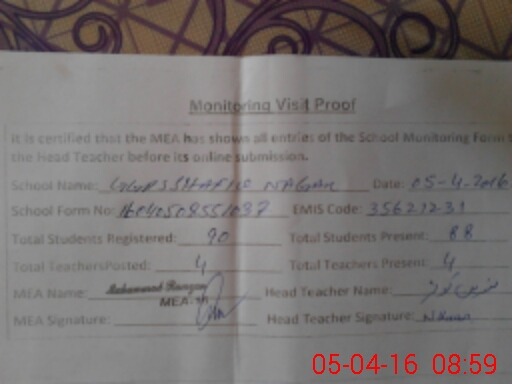 Monitoring Visit Proof
It is certified that the MEA has shown all entries of the School Monitoring Form
the Head Teacher before its online submission.
School Name: NAGAR Date: 05-4-2016
School Form No: EMIS Code: 35621231
Total Students Registered: 90 Total Students Present: 88
Total TeachersPosted: 4 Total Teachers Present: 4
MEA Name: Muhammad Head Teacher Name:
MEA-
MEA Signature: Head Teacher Signature:
05-04-16 08:59